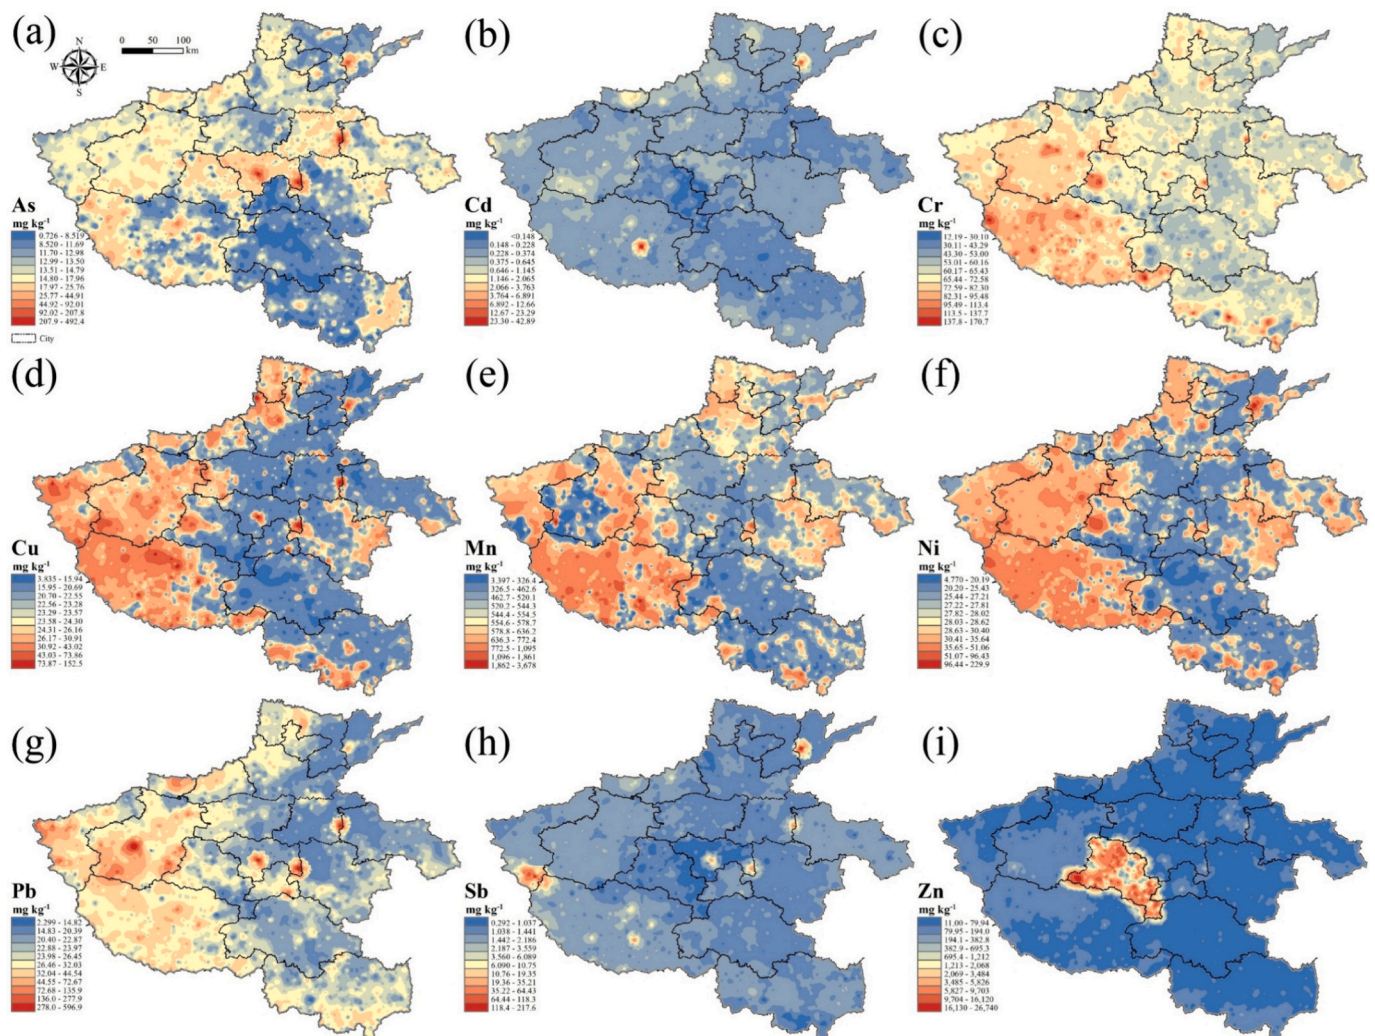 (a)
N
W E
S
0 50 100
km
As
mg kg⁻¹
0.726 - 8.519
8.520 - 11.69
11.70 - 12.98
12.99 - 13.50
13.51 - 14.79
14.80 - 17.96
17.97 - 25.76
25.77 - 44.91
44.92 - 92.01
92.02 - 207.8
207.9 - 492.4
City
(b)
Cd
mg kg⁻¹
<0.148
0.148 - 0.228
0.228 - 0.374
0.375 - 0.645
0.646 - 1.145
1.146 - 2.065
2.066 - 3.763
3.764 - 6.891
6.892 - 12.66
12.67 - 23.29
23.30 - 42.89
(c)
Cr
mg kg⁻¹
12.19 - 30.10
30.11 - 43.29
43.30 - 53.00
53.01 - 60.16
60.17 - 65.43
65.44 - 72.58
72.59 - 82.30
82.31 - 95.48
95.49 - 113.4
113.5 - 137.7
137.8 - 170.7
(d)
Cu
mg kg⁻¹
3.835 - 15.94
15.95 - 20.69
20.70 - 22.55
22.56 - 23.28
23.29 - 23.57
23.58 - 24.30
24.31 - 26.16
26.17 - 30.91
30.92 - 43.02
43.03 - 73.86
73.87 - 152.5
(e)
Mn
mg kg⁻¹
3.397 - 326.4
326.5 - 462.6
462.7 - 520.1
520.2 - 544.3
544.4 - 554.5
554.6 - 578.7
578.8 - 636.2
636.3 - 772.4
772.5 - 1,095
1,096 - 1,861
1,862 - 3,678
(f)
Ni
mg kg⁻¹
4.770 - 20.19
20.20 - 25.43
25.44 - 27.21
27.22 - 27.81
27.82 - 28.02
28.03 - 28.62
28.63 - 30.40
30.41 - 35.64
35.65 - 51.06
51.07 - 96.43
96.44 - 229.9
(g)
Pb
mg kg⁻¹
2.299 - 14.82
14.83 - 20.39
20.40 - 22.87
22.88 - 23.97
23.98 - 26.45
26.46 - 32.03
32.04 - 44.54
44.55 - 72.67
72.68 - 135.9
136.0 - 277.9
278.0 - 596.9
(h)
Sb
mg kg⁻¹
0.292 - 1.037
1.038 - 1.441
1.442 - 2.186
2.187 - 3.559
3.560 - 6.089
6.090 - 10.75
10.76 - 19.35
19.36 - 35.21
35.22 - 64.43
64.44 - 118.3
118.4 - 217.6
(i)
Zn
mg kg⁻¹
11.00 - 79.94
79.95 - 194.0
194.1 - 382.8
382.9 - 695.3
695.4 - 1,212
1,213 - 2,068
2,069 - 3,484
3,485 - 5,826
5,827 - 9,703
9,704 - 16,120
16,130 - 26,740